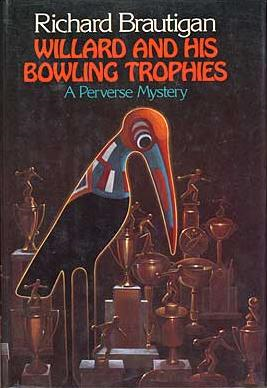 Richard Brautigan
WILLARD AND HIS
BOWLING TROPHIES
A Perverse Mystery